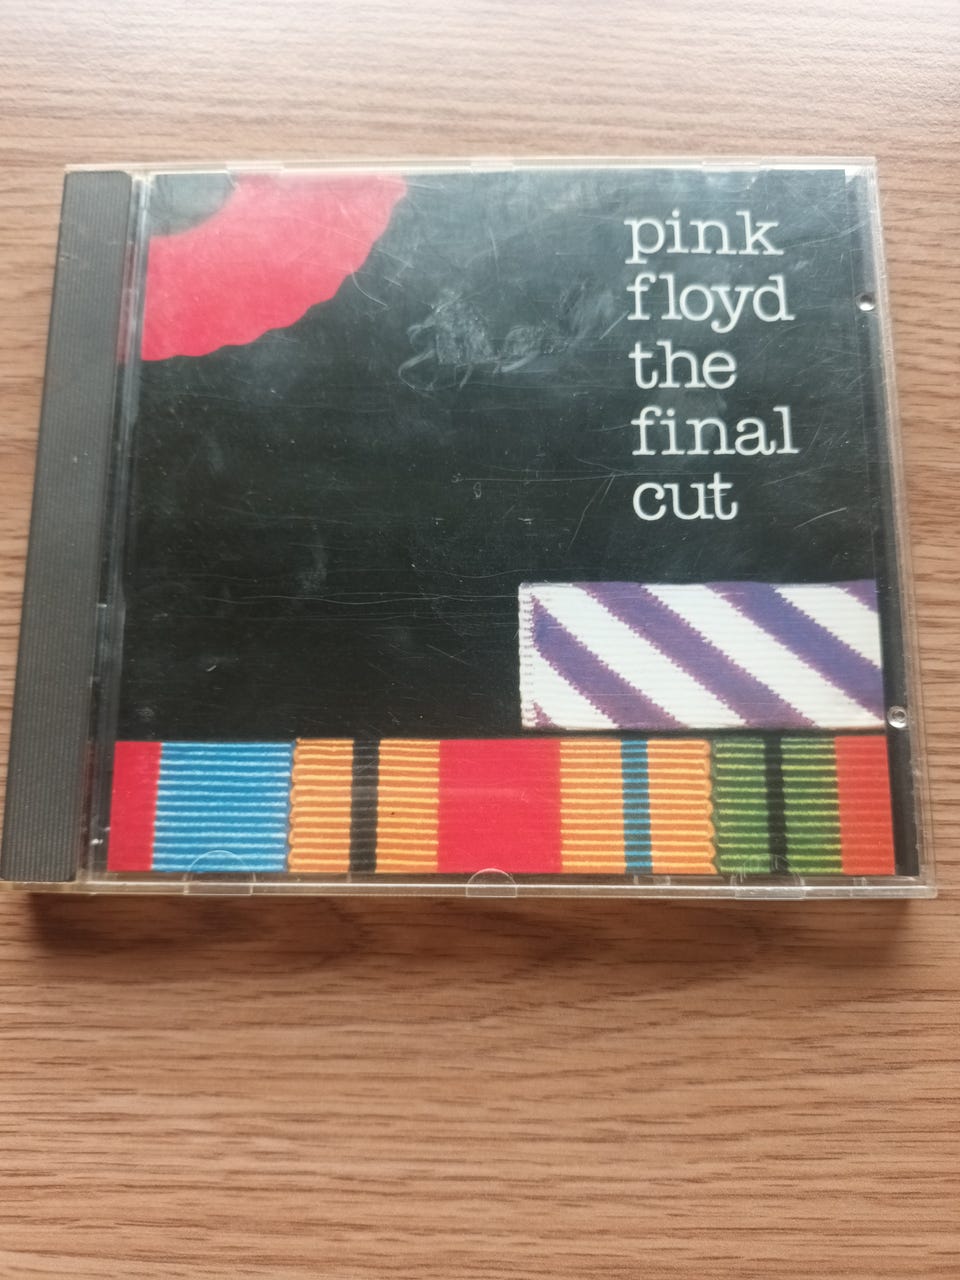 pink
floyd
the
final
cut